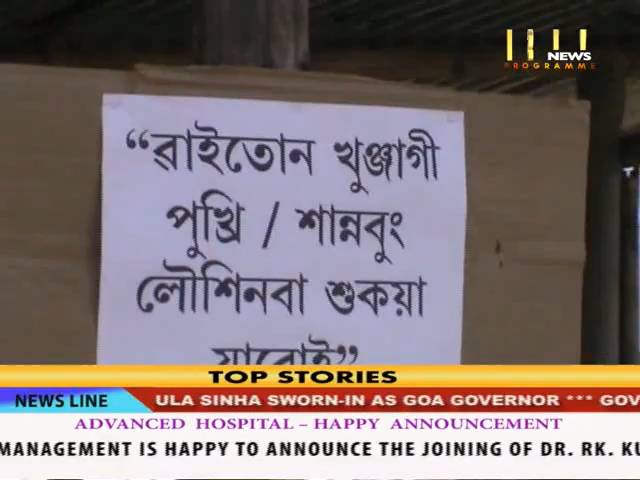 NEWS
PROGRAMME
“ৱাইতোন খুঞ্জাগী
পুখ্রি / শান্নবুং
লৌশিনবা শুকয়া
যারোই”
TOP STORIES
NEWS LINE
ULA SINHA SWORN-IN AS GOA GOVERNOR *** GOV
ADVANCED HOSPITAL – HAPPY ANNOUNCEMENT
MANAGEMENT IS HAPPY TO ANNOUNCE THE JOINING OF DR. RK. KU